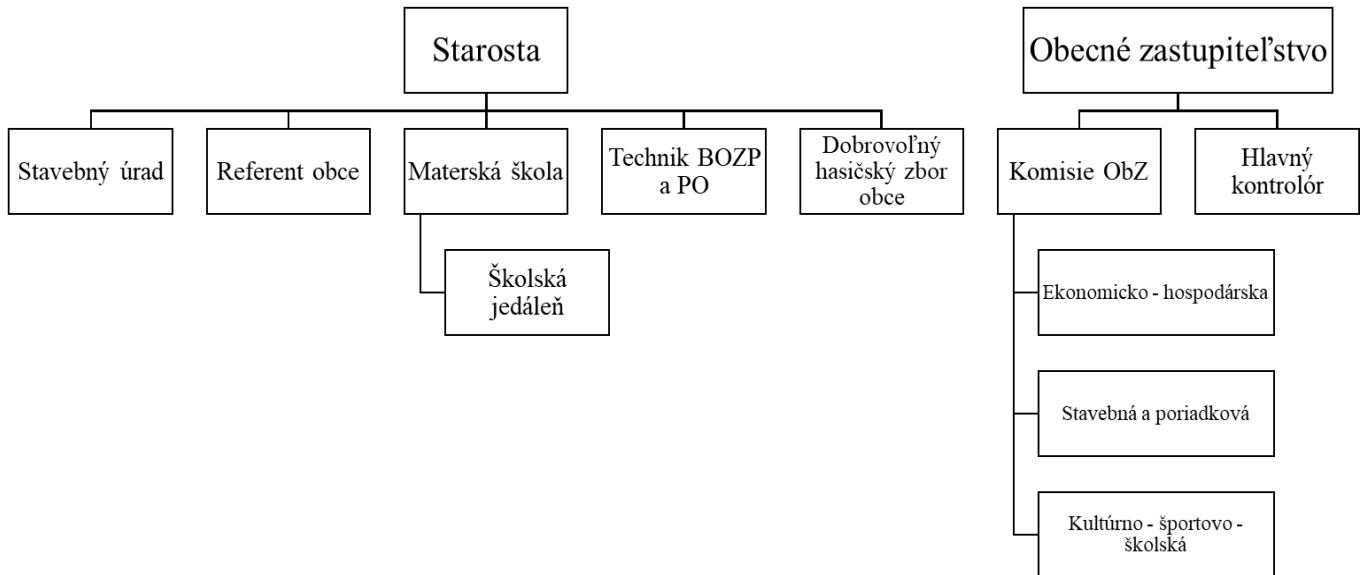 Starosta
Obecné zastupiteľstvo
Stavebný úrad
Referent obce
Materská škola
Technik BOZP
a PO
Dobrovoľný
hasičský zbor
obce
Komisie ObZ
Hlavný
kontrolór
Školská
jedáleň
Ekonomicko - hospodárska
Stavebná a poriadková
Kultúrno - športovo -
školská